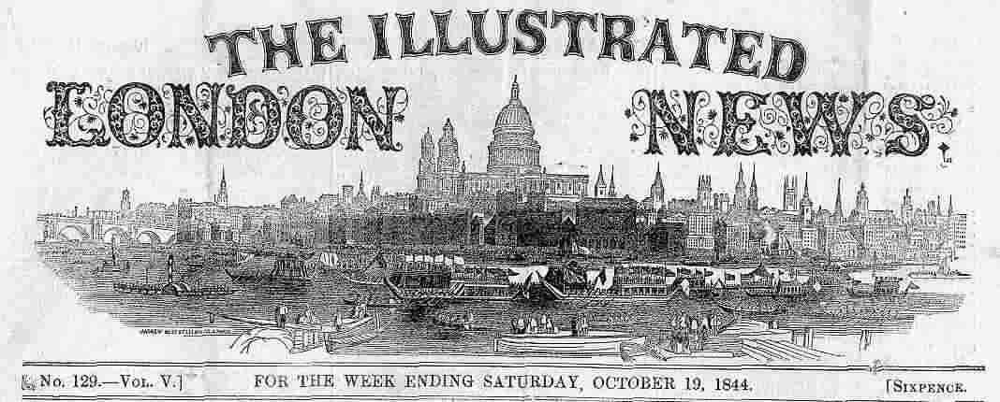 THE ILLUSTRATED
LONDON NEWS
No. 129.—Vol. V.] FOR THE WEEK ENDING SATURDAY, OCTOBER 19, 1844. [Sixpence.